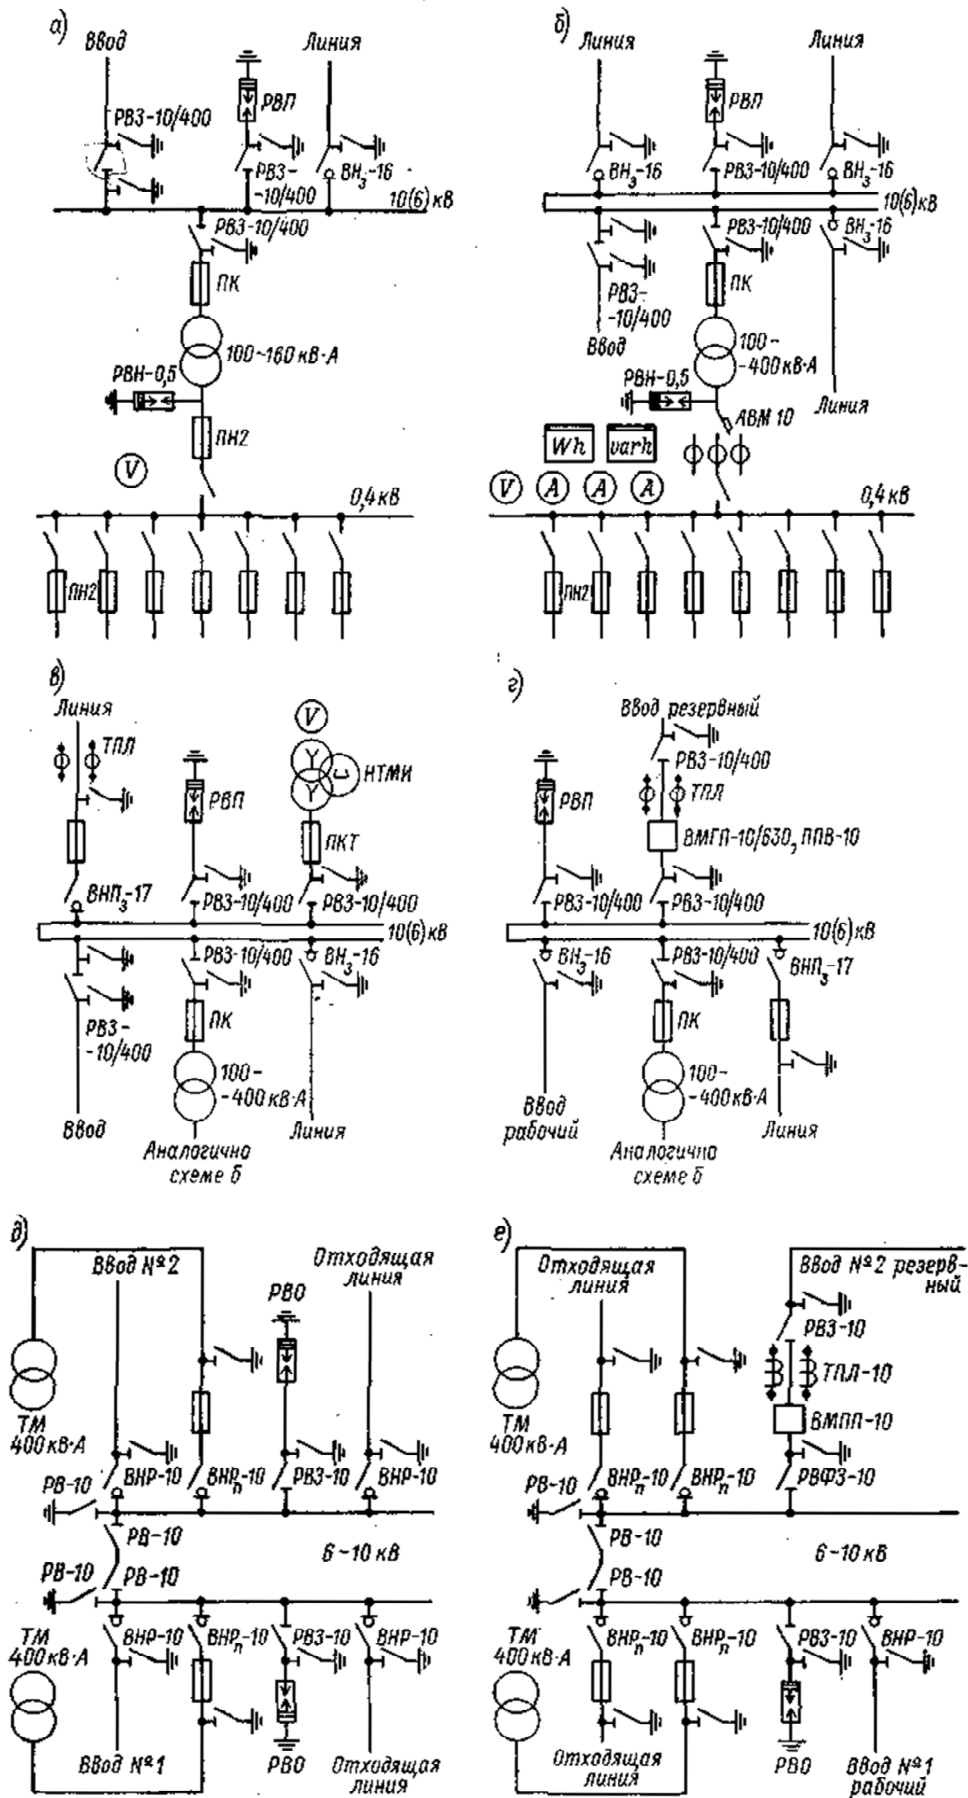 а)
Ввод
РВЗ-10/400
РВП
РВЗ-
-10/400
Линия
ВНз-16
10(6) кВ
РВЗ-10/400
ПК
100-160 кВ·А
РВН-0,5
ПН2
V
0,4 кВ
ПН2
б)
Линия
РВП
Линия
ВНз-16
РВЗ-10/400
ВНз-16
10(6) кВ
РВЗ-
-10/400
Ввод
РВЗ-10/400
ВНз-16
ПК
100-
-400 кВ·А
РВН-0,5
Линия
АВМ 10
Wh
varh
V
A
A
A
0,4 кВ
ПН2
в)
Линия
ТПЛ
V
НТМИ
РВП
ПКТ
ВНПз-17
РВЗ-10/400
РВЗ-10/400
10(6) кВ
РВЗ-10/400
ВНз-16
РВЗ-
-10/400
ПК
100-
-400 кВ·А
Ввод
Линия
Аналогично
схеме б
г)
Ввод резервный
РВЗ-10/400
РВП
ТПЛ
ВМГП-10/630, ППВ-10
РВЗ-10/400
РВЗ-10/400
10(6) кВ
ВНз-16
РВЗ-10/400
ВНПз-17
ПК
100-
-400 кВ·А
Ввод
рабочий
Линия
Аналогично
схеме б
д)
Ввод №2
Отходящая
линия
РВО
ТМ
400 кВ·А
РВ-10
ВНР-10
ВНРп-10
РВЗ-10
ВНР-10
РВ-10
РВ-10
РВ-10
6-10 кВ
ТМ
400 кВ·А
ВНР-10
ВНРп-10
РВЗ-10
ВНР-10
Ввод №1
РВО
Отходящая
линия
е)
Отходящая
линия
Ввод №2 резерв-
ный
РВЗ-10
ТПЛ-10
ВМПП-10
ТМ
400 кВ·А
РВ-10
ВНРп-10
ВНРп-10
РВФЗ-10
РВ-10
РВ-10
РВ-10
6-10 кВ
ТМ
400 кВ·А
ВНРп-10
ВНРп-10
РВЗ-10
ВНР-10
Отходящая
линия
РВО
Ввод №1
рабочий